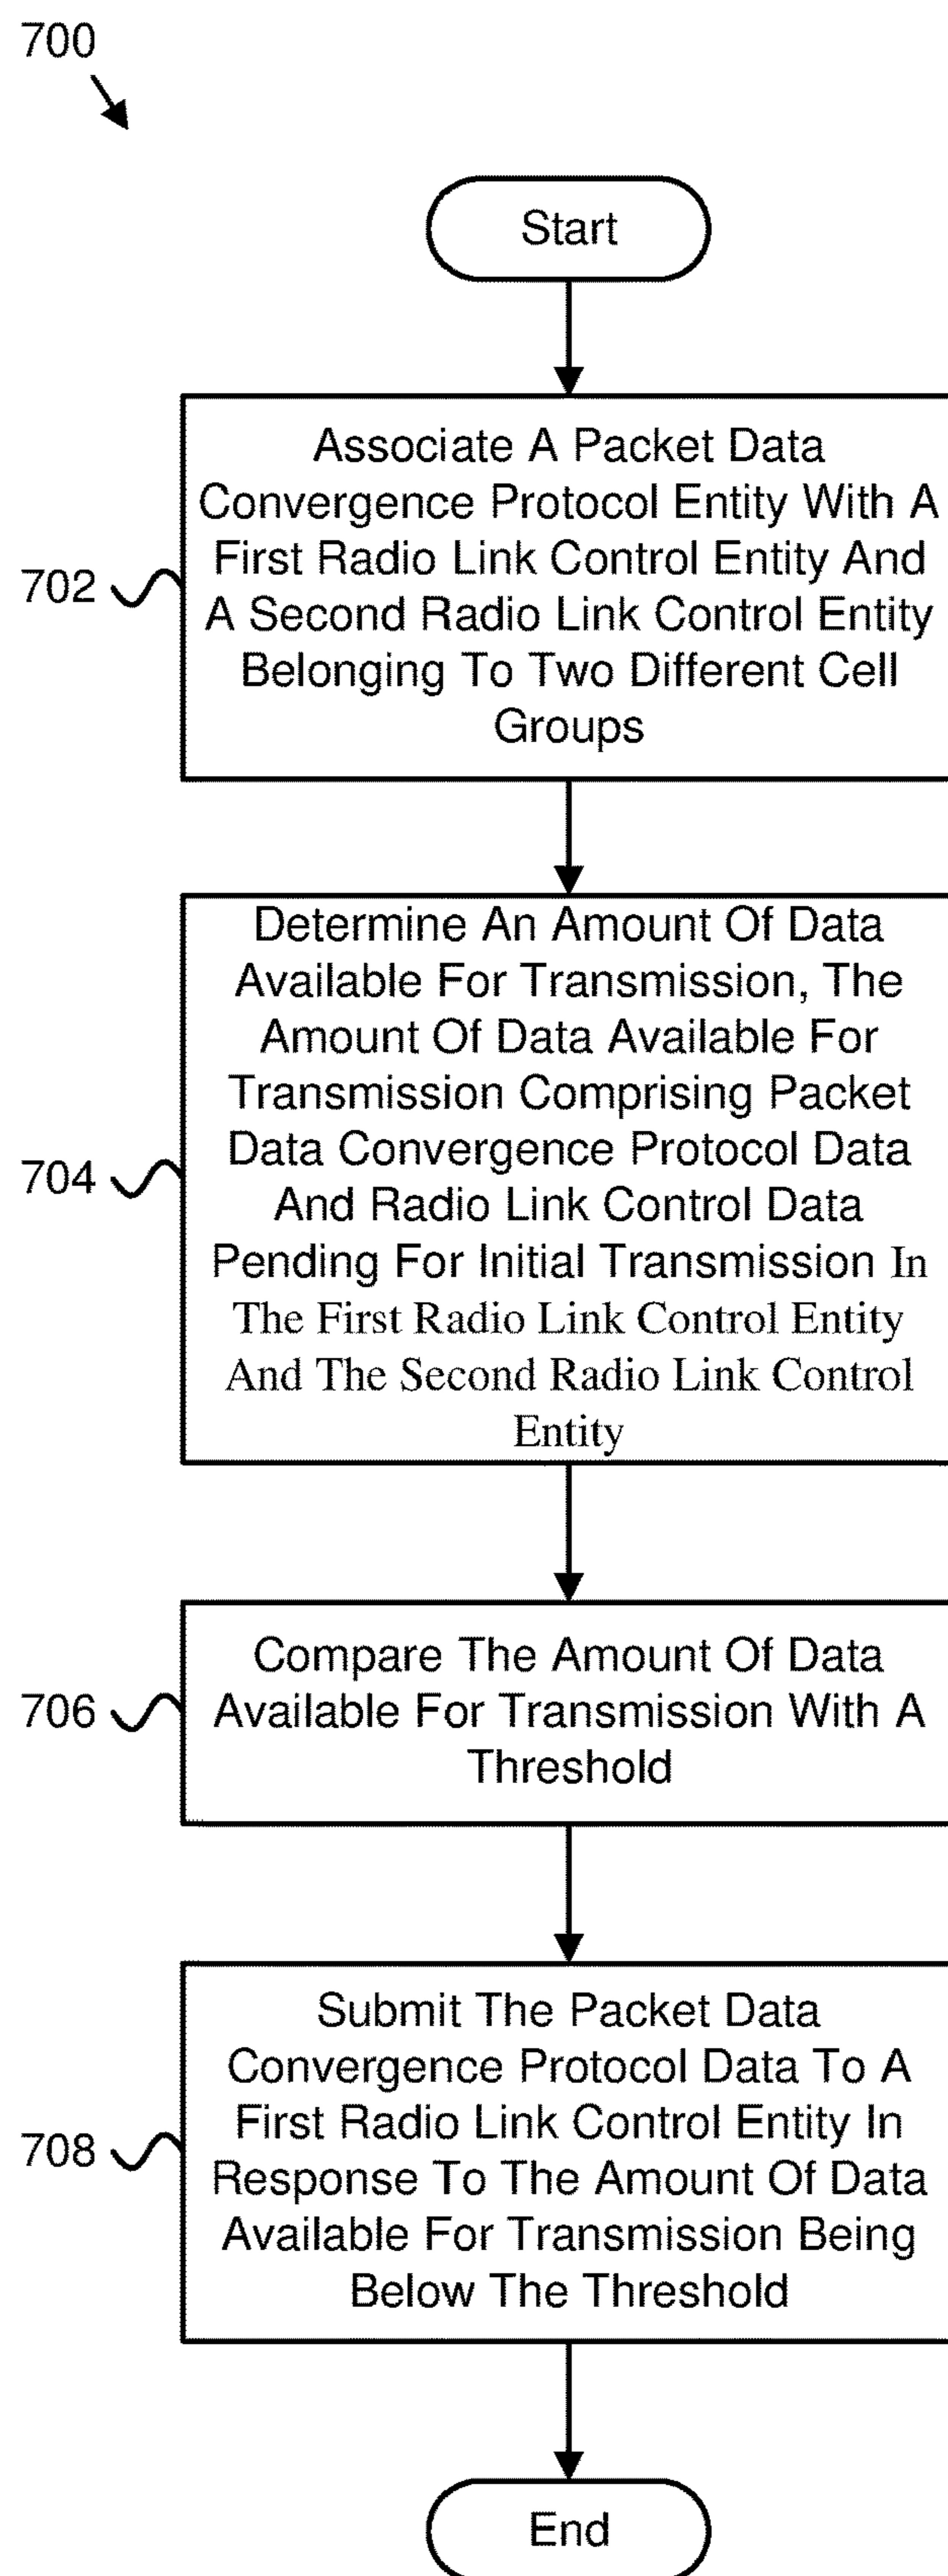 700
Start
702
Associate A Packet Data
Convergence Protocol Entity With A
First Radio Link Control Entity And
A Second Radio Link Control Entity
Belonging To Two Different Cell
Groups
704
Determine An Amount Of Data
Available For Transmission, The
Amount Of Data Available For
Transmission Comprising Packet
Data Convergence Protocol Data
And Radio Link Control Data
Pending For Initial Transmission In
The First Radio Link Control Entity
And The Second Radio Link Control
Entity
706
Compare The Amount Of Data
Available For Transmission With A
Threshold
708
Submit The Packet Data
Convergence Protocol Data To A
First Radio Link Control Entity In
Response To The Amount Of Data
Available For Transmission Being
Below The Threshold
End